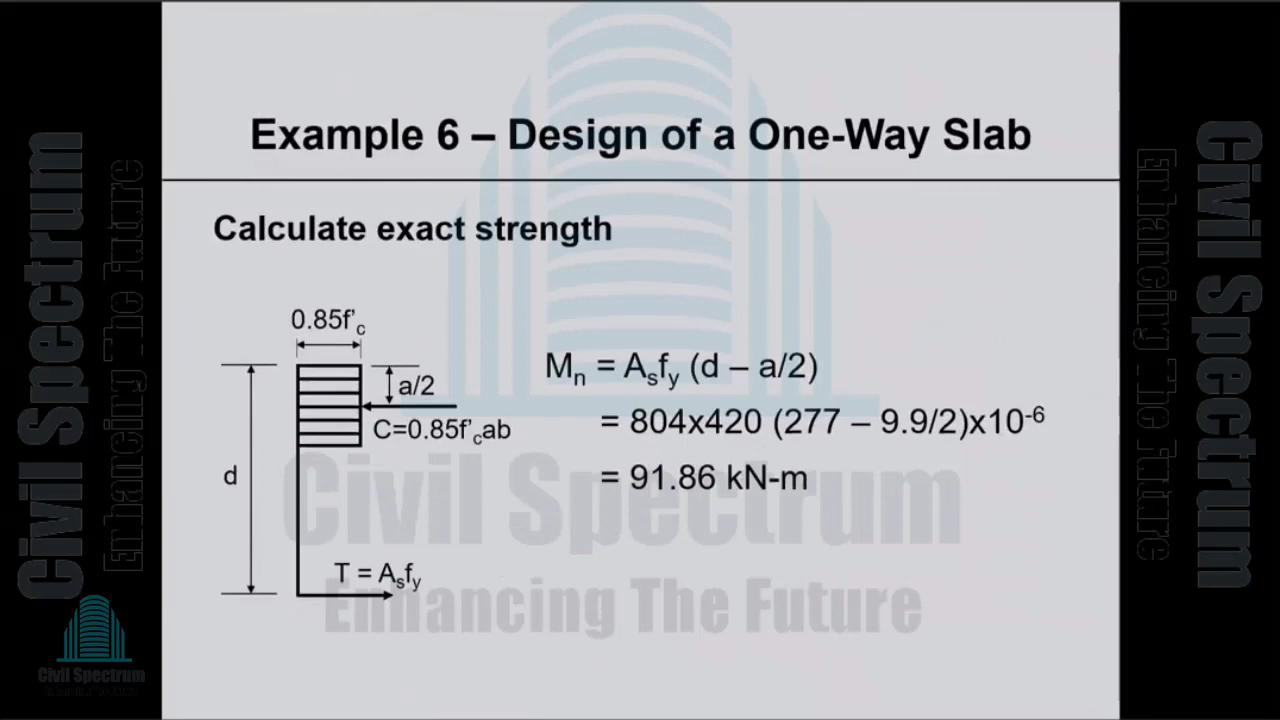 Example 6 – Design of a One-Way Slab
Calculate exact strength
0.85f'c
a/2
C=0.85f'cab
d
T = Asfy
Mn = Asfy (d – a/2)
= 804x420 (277 – 9.9/2)x10-6
= 91.86 kN-m
Civil Spectrum
Enhancing The Future
Civil Spectrum
Enhancing The Future
Civil Spectrum
Enhancing The Future
Civil Spectrum